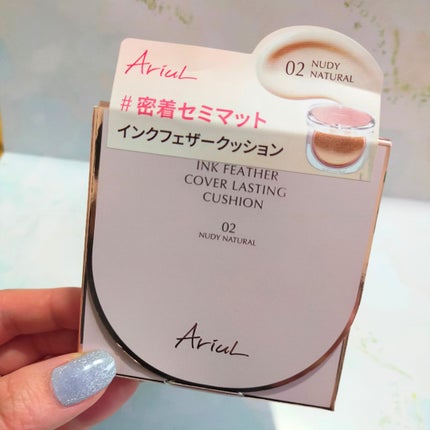 Ariul
02 NUDY
NATURAL
#密着セミマット
インクフェザークッション
INK FEATHER
COVER LASTING
CUSHION
02
NUDY NATURAL
Ariul